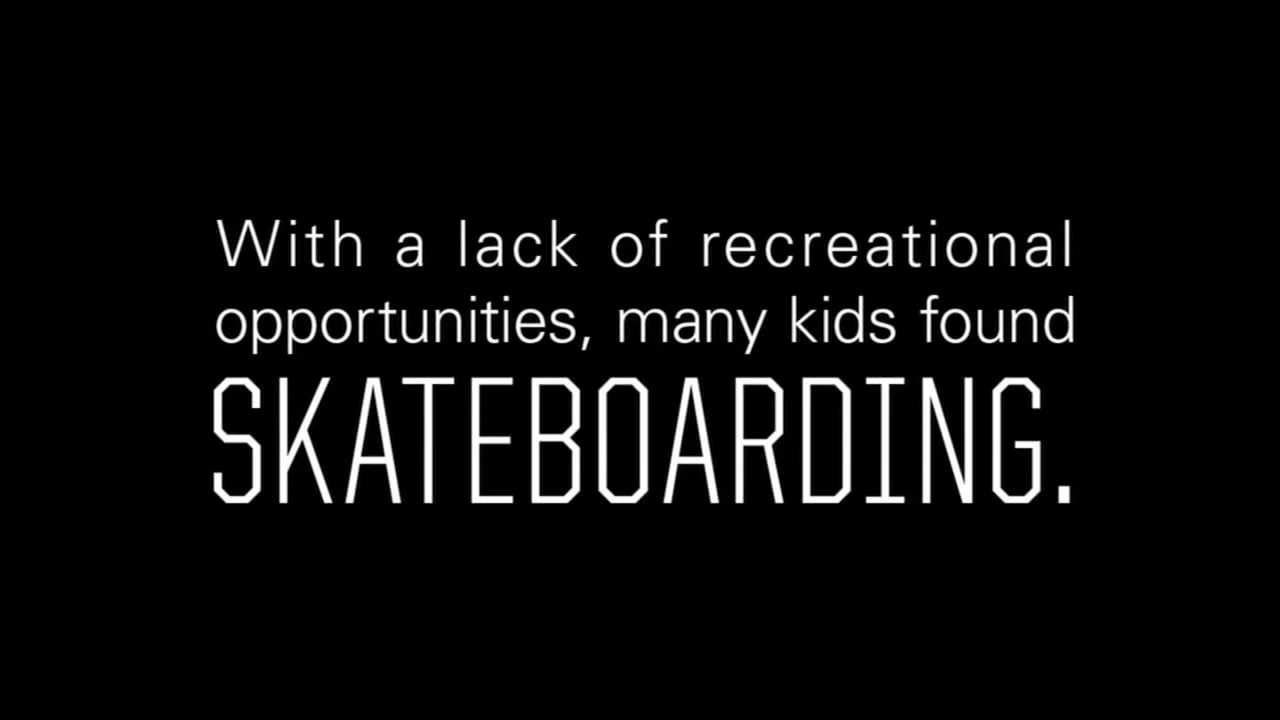 With a lack of recreational
opportunities, many kids found
SKATEBOARDING.